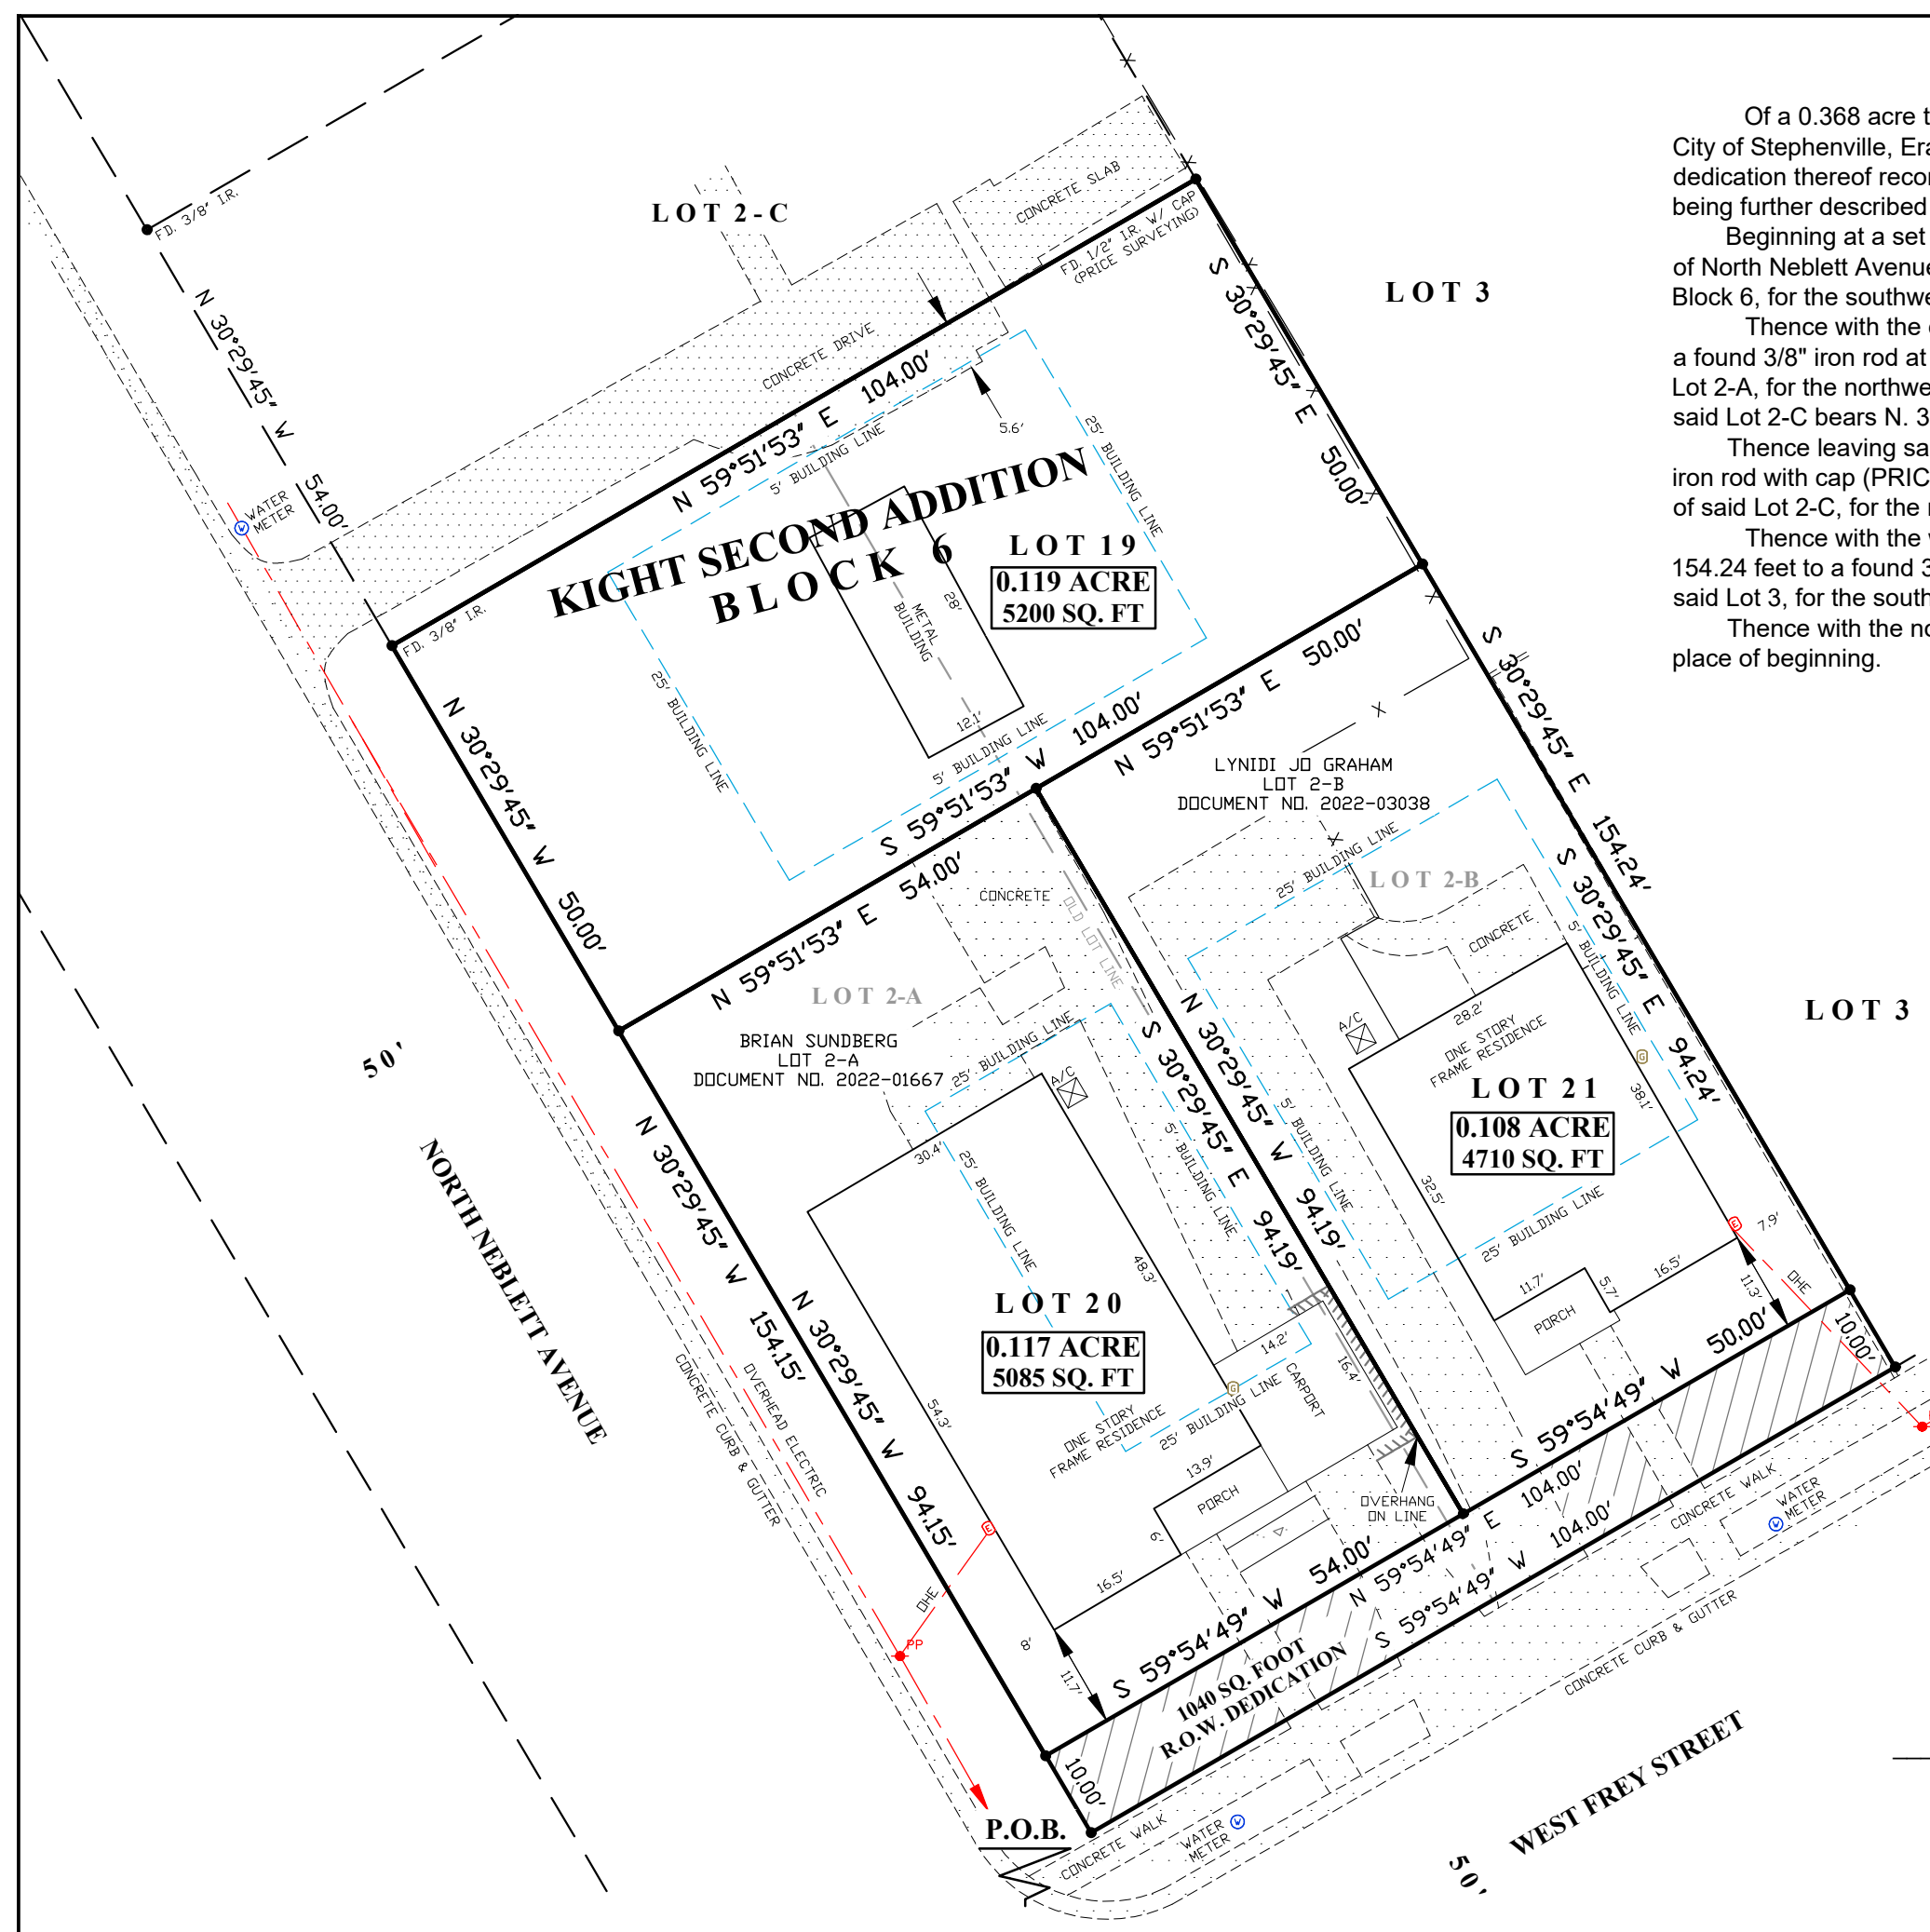 Of a 0.368 acre t
City of Stephenville, Era
dedication thereof recor
being further described
Beginning at a set
of North Neblett Avenue
Block 6, for the southwe
Thence with the
a found 3/8" iron rod at
Lot 2-A, for the northwe
said Lot 2-C bears N. 3
Thence leaving sa
iron rod with cap (PRIC
of said Lot 2-C, for the
Thence with the
154.24 feet to a found 3
said Lot 3, for the south
Thence with the no
place of beginning.
LOT 2-C
CONCRETE SLAB
FD. 3/8" I.R.
FD. 1/2" I.R. W/ CAP
(PRICE SURVEYING)
LOT 3
N 30°29'45" W 54.00'
CONCRETE DRIVE
S 30°29'45" E 50.00'
N 59°51'53" E 104.00'
5' BUILDING LINE
5.6'
25' BUILDING LINE
WATER
METER
KIGHT SECOND ADDITION
BLOCK 6
LOT 19
0.119 ACRE
5200 SQ. FT
METAL
BUILDING
28'
12.1'
FD. 3/8" I.R.
25' BUILDING LINE
5' BUILDING LINE
N 30°29'45" W 50.00'
S 59°51'53" W 104.00'
N 59°51'53" E 50.00'
S 30°29'45" E 154.24'
LYNIDI JO GRAHAM
LOT 2-B
DOCUMENT NO. 2022-03038
25' BUILDING LINE
LOT 2-B
CONCRETE
N 59°51'53" E 54.00'
CONCRETE
OLD LOT LINE
S 30°29'45" E 94.24'
5' BUILDING LINE
LOT 2-A
BRIAN SUNDBERG
LOT 2-A
DOCUMENT NO. 2022-01667
25' BUILDING LINE
A/C
A/C
28.2'
ONE STORY
FRAME RESIDENCE
G
LOT 3
50'
NORTH NEBLETT AVENUE
N 30°29'45" W 154.15'
30.4'
25' BUILDING LINE
5' BUILDING LINE
S 30°29'45" E 94.19'
N 30°29'45" W 94.19'
5' BUILDING LINE
LOT 21
0.108 ACRE
4710 SQ. FT
38.1'
32.5'
25' BUILDING LINE
E
7.9'
11.7'
5.7'
16.5'
11.3'
OHE
PORCH
48.3'
LOT 20
0.117 ACRE
5085 SQ. FT
14.2'
CARPORT
16.4'
G
25' BUILDING LINE
ONE STORY
FRAME RESIDENCE
54.3'
N 30°29'45" W 94.15'
OVERHEAD ELECTRIC
CONCRETE CURB & GUTTER
13.9'
PORCH
6'
16.5'
OVERHANG
ON LINE
S 59°54'49" W 50.00'
10.00'
N 59°54'49" E 104.00'
S 59°54'49" W 104.00'
S 59°54'49" W 54.00'
CONCRETE WALK
WATER
METER
CONCRETE CURB & GUTTER
E
OHE
PP
8'
11.7'
1040 SQ. FOOT
R.O.W. DEDICATION
10.00'
P.O.B.
CONCRETE WALK
WATER
METER
WEST FREY STREET
50'